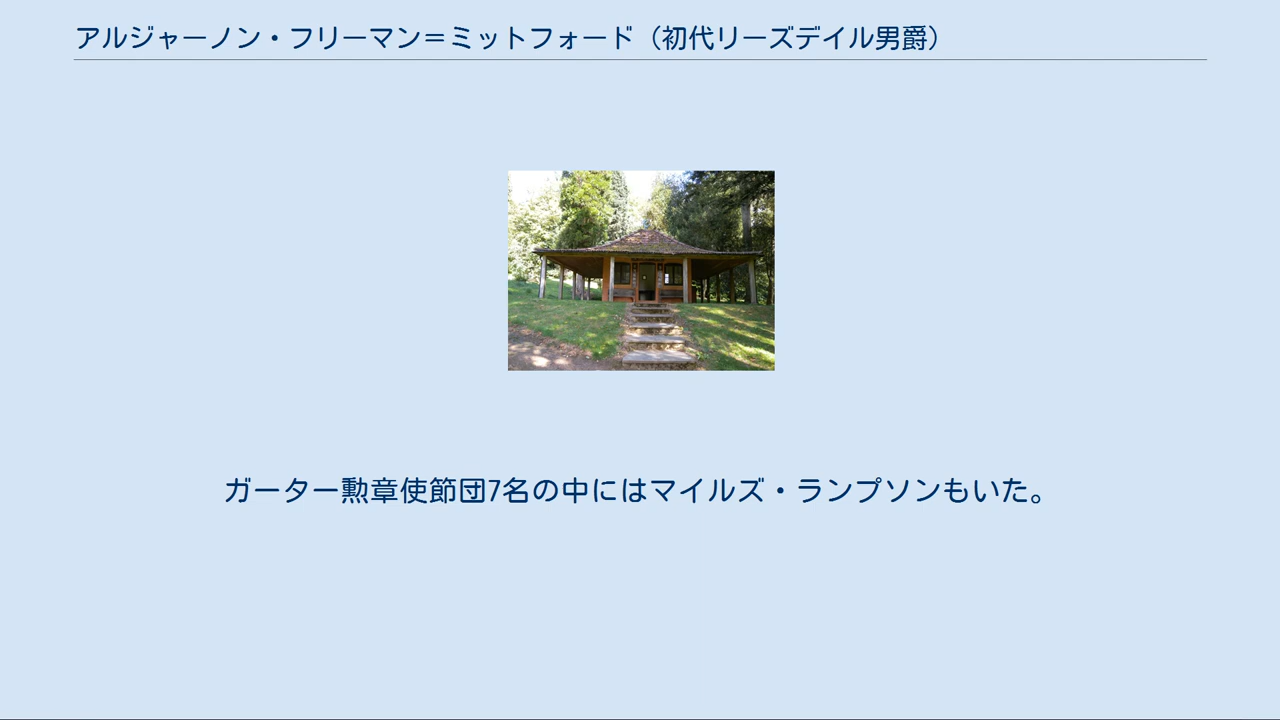 アルジャーノン・フリーマン＝ミットフォード（初代リーズデイル男爵）
ガーター勲章使節団7名の中にはマイルズ・ランプソンもいた。